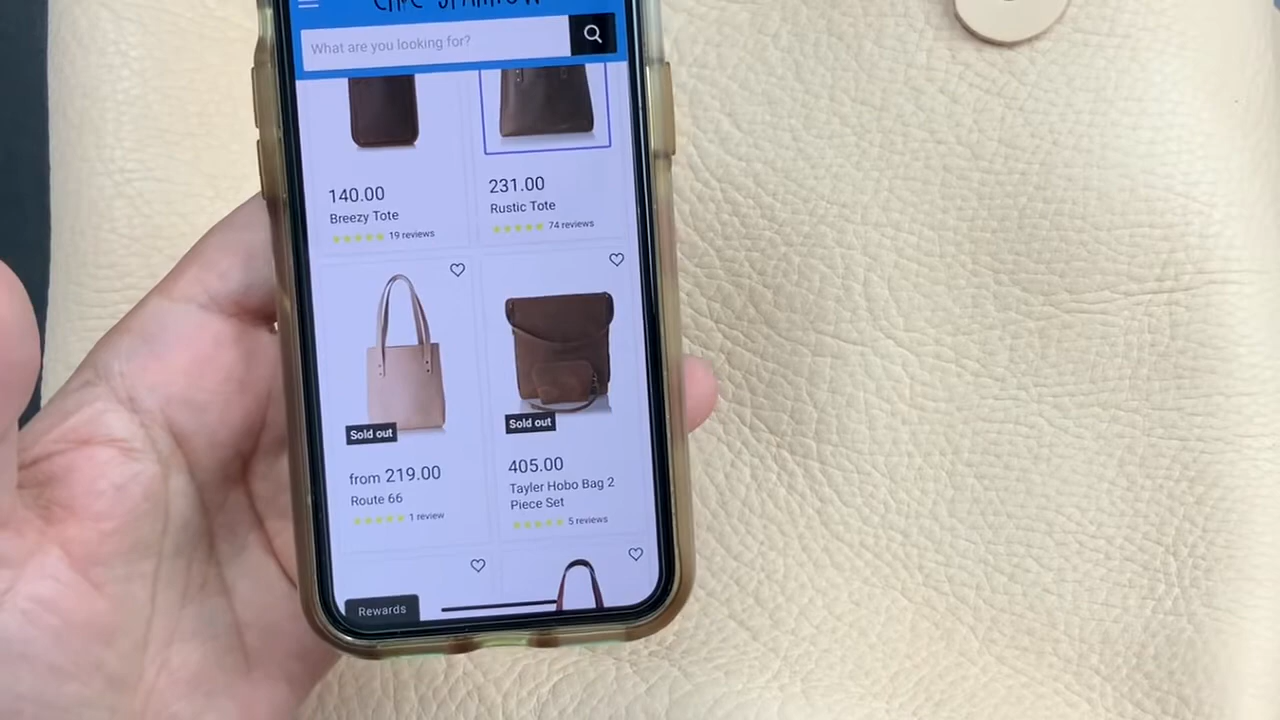 What are you looking for?
140.00
Breezy Tote
19 reviews
231.00
Rustic Tote
74 reviews
Sold out
from 219.00
Route 66
1 review
Sold out
405.00
Tayler Hobo Bag 2
Piece Set
5 reviews
Rewards